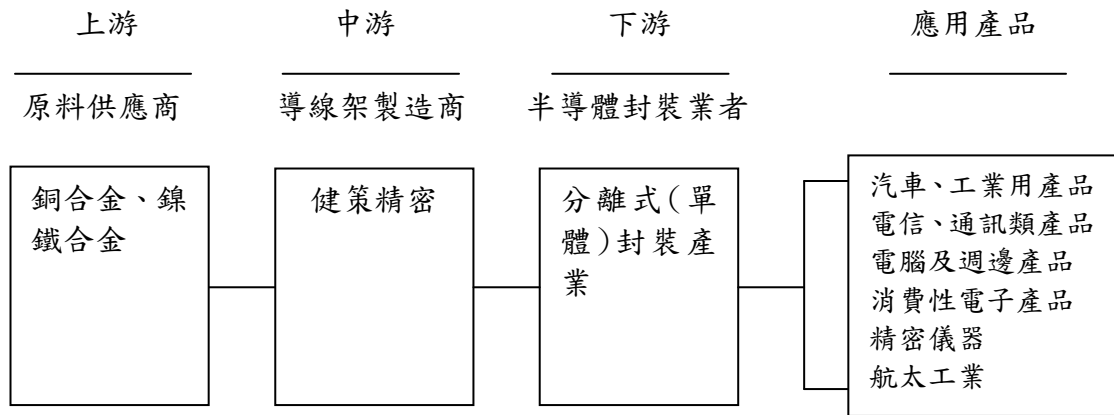 上游 中游 下游 應用產品
原料供應商 導線架製造商 半導體封裝業者
銅合金、鎳
鐵合金
健策精密
分離式(單
體)封裝產
業
汽車、工業用產品
電信、通訊類產品
電腦及週邊產品
消費性電子產品
精密儀器
航太工業